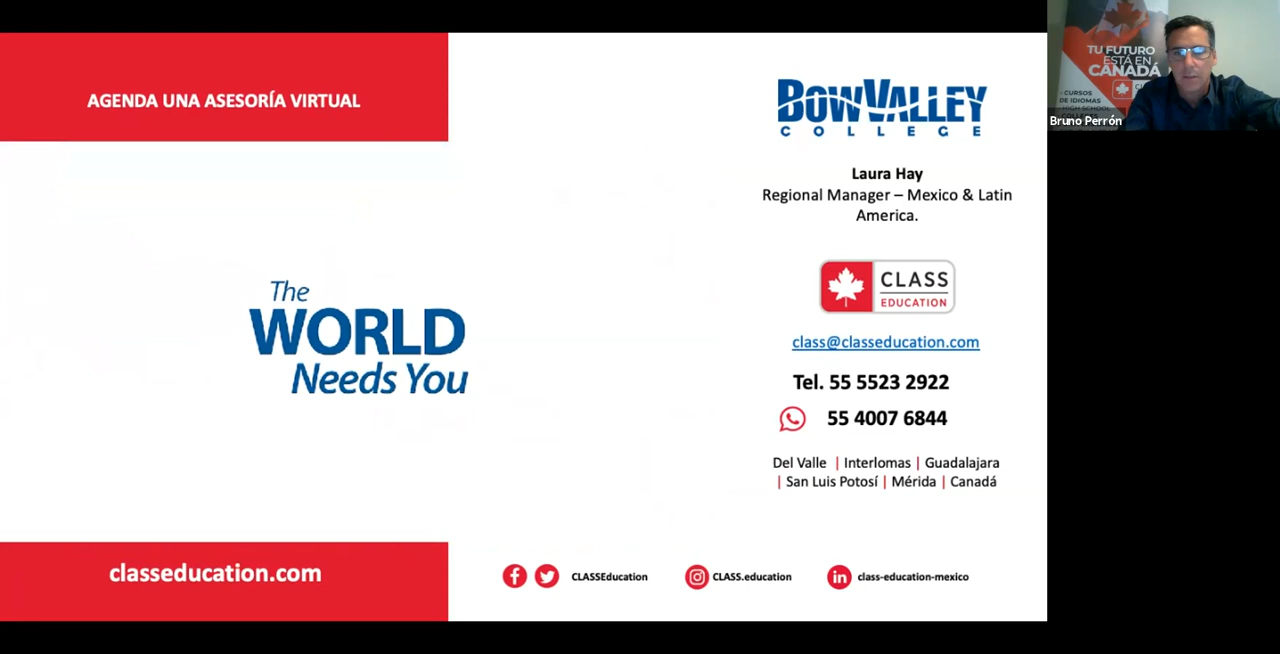 AGENDA UNA ASESORÍA VIRTUAL
The
WORLD
Needs You
classeducation.com
BOW VALLEY
COLLEGE
Laura Hay
Regional Manager – Mexico & Latin
America.
CLASS
EDUCATION
class@classeducation.com
Tel. 55 5523 2922
55 4007 6844
Del Valle | Interlomas | Guadalajara
| San Luis Potosí | Mérida | Canadá
CLASSEducation
CLASS.education
class-education-mexico
TU FUTURO
ESTÁ EN
CANADÁ
· CURSOS
DE IDIOMAS
Bruno Perrón